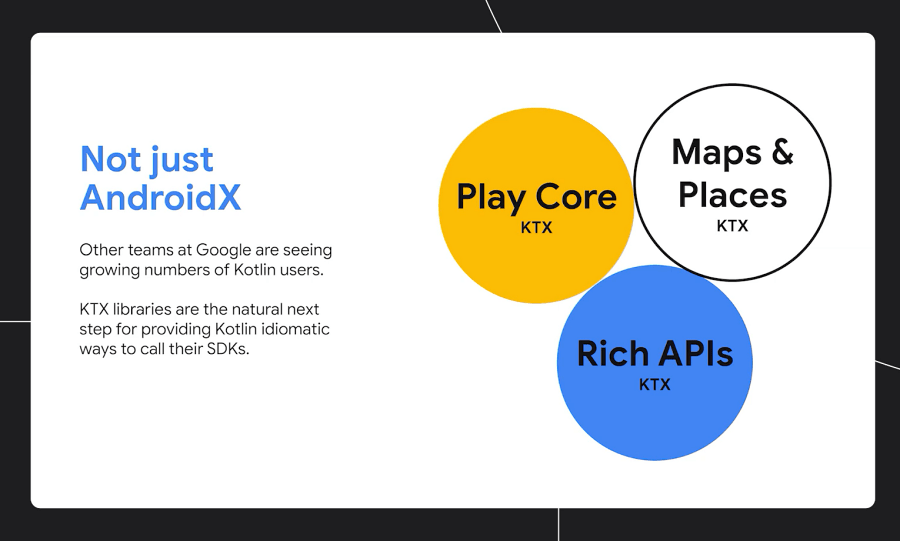 Not just
AndroidX
Other teams at Google are seeing
growing numbers of Kotlin users.
KTX libraries are the natural next
step for providing Kotlin idiomatic
ways to call their SDKs.
Play Core
KTX
Maps &
Places
KTX
Rich APIs
KTX